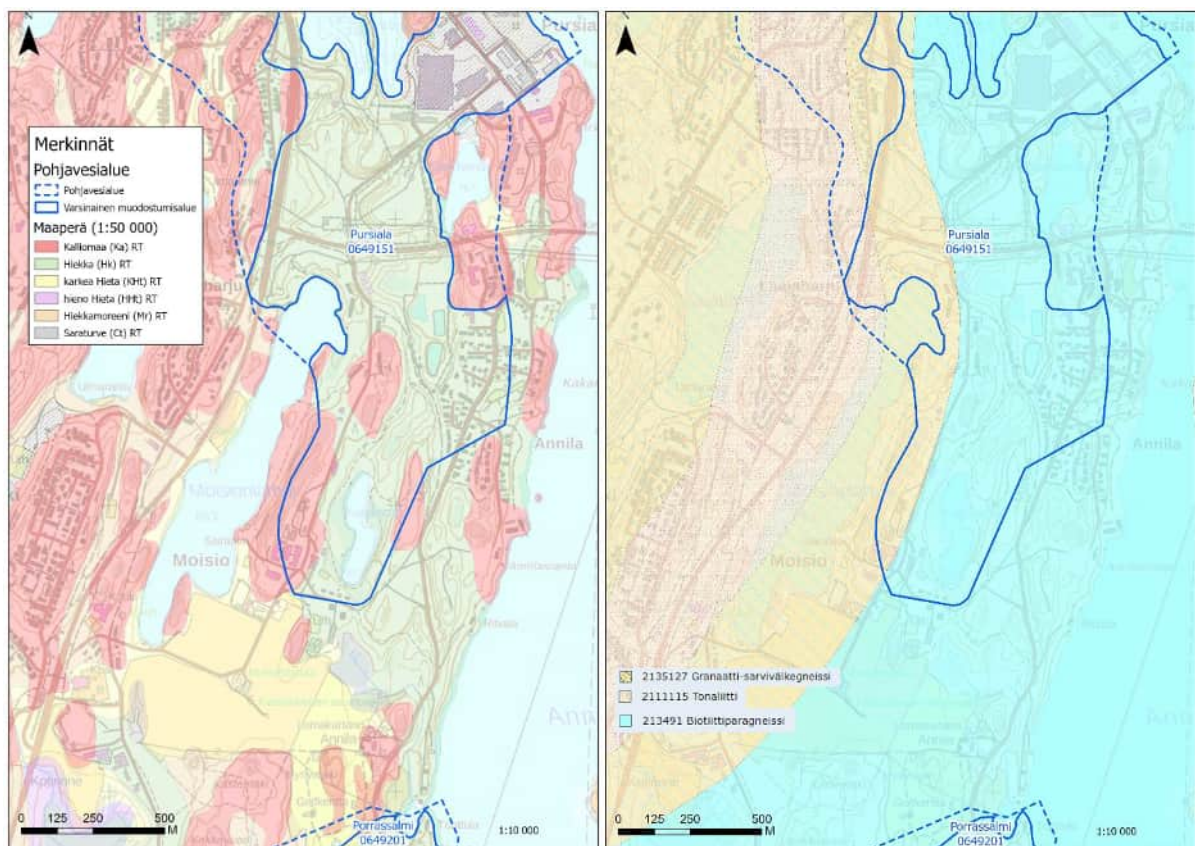 Pursiala
Merkinnät
Pohjavesialue
Pohjavesialue
Varsinainen muodostumisalue
Maaperä (1:50 000)
Kalliomaa (Ka) RT
Hiekka (Hk) RT
karkea Hieta (KHt) RT
hieno Hieta (HHt) RT
Hiekkamoreeni (Mr) RT
Saraturve (Ct) RT
Pursiala
0649151
Annila
Moisio
Annila
Porrassalmi
0649201
0 125 250 500
M
1:10 000
Pursiala
Pursiala
0649151
Annila
Moisio
2135127 Granaatti-sarvivälkegneissi
2111115 Tonaliitti
213491 Biotiittiparagneissi
Porrassalmi
0649201
0 125 250 500
M
1:10 000